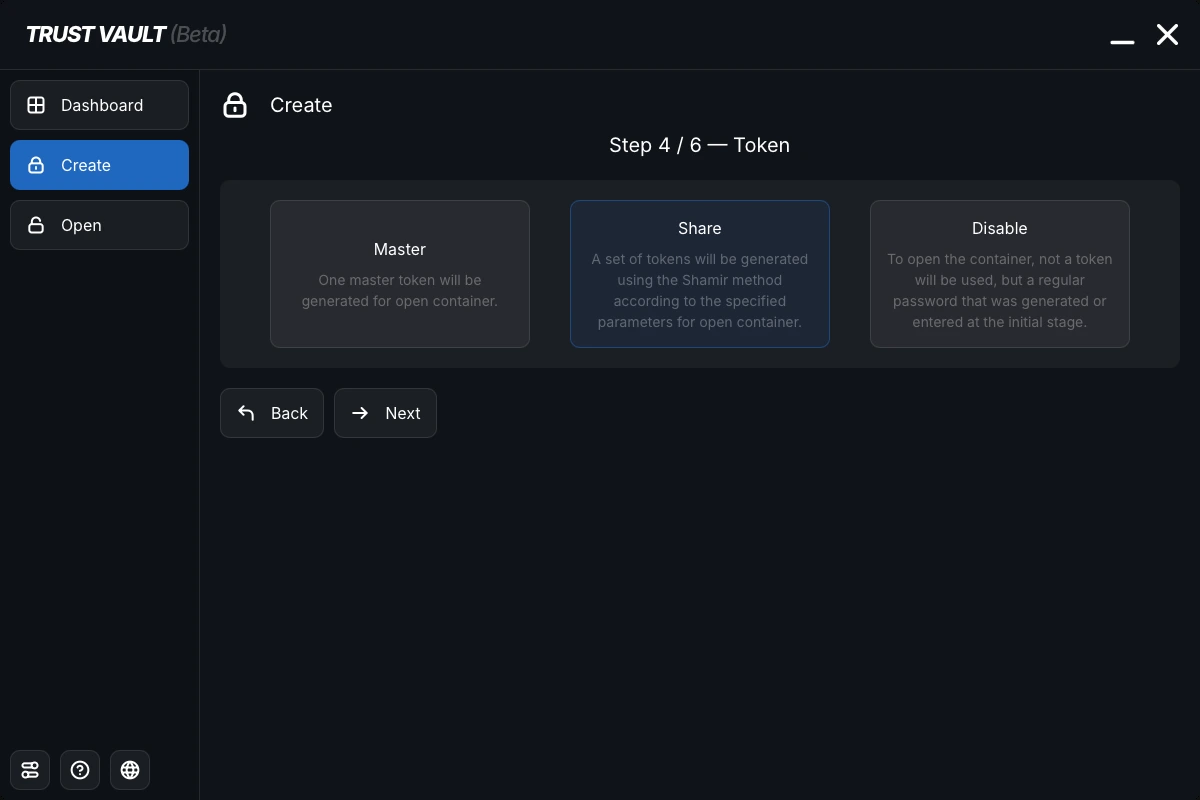 TRUST VAULT (Beta)
Dashboard
Create
Open
Create
Step 4 / 6 — Token
Master
One master token will be
generated for open container.
Share
A set of tokens will be generated
using the Shamir method
according to the specified
parameters for open container.
Disable
To open the container, not a token
will be used, but a regular
password that was generated or
entered at the initial stage.
Back
Next